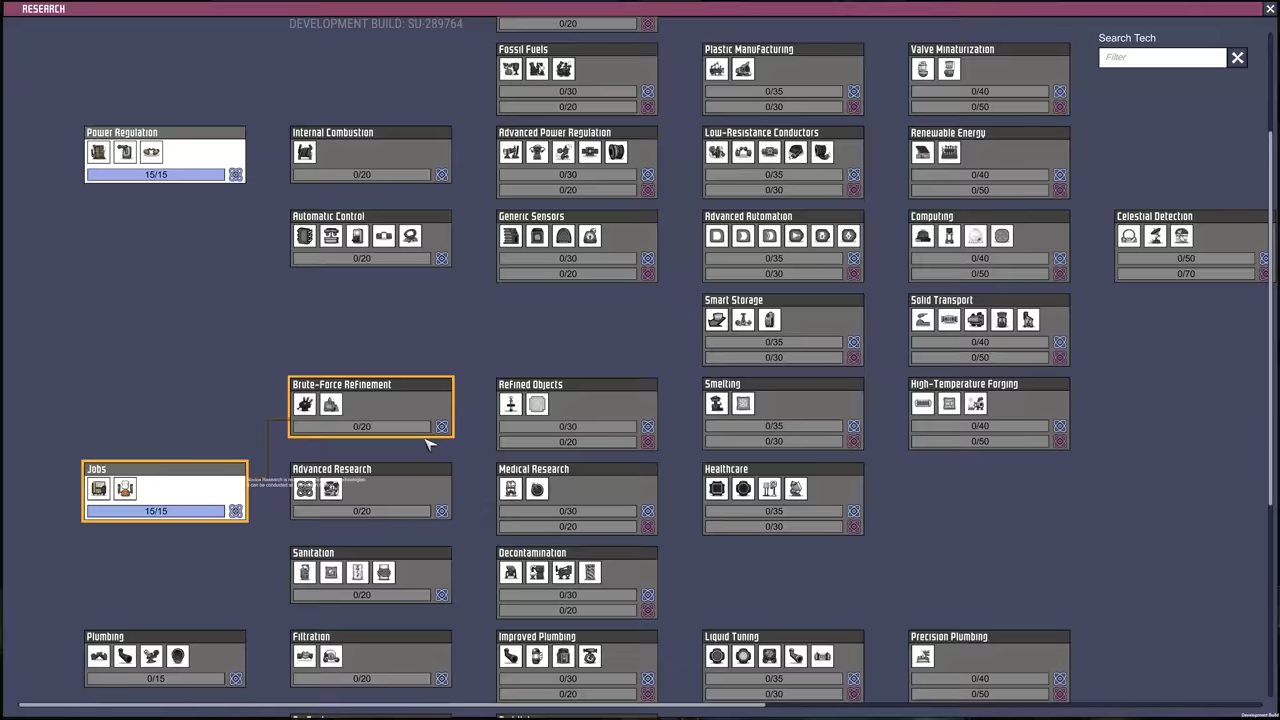 RESEARCH
DEVELOPMENT BUILD: SU-289764
0/20
Search Tech
Filter
Fossil Fuels
Plastic Manufacturing
Valve Minaturization
0/30
0/35
0/40
0/20
0/30
0/50
Power Regulation
Internal Combustion
Advanced Power Regulation
Low-Resistance Conductors
Renewable Energy
15/15
0/20
0/30
0/35
0/40
0/20
0/30
0/50
Automatic Control
Generic Sensors
Advanced Automation
Computing
Celestial Detection
0/20
0/30
0/35
0/40
0/50
0/20
0/30
0/50
0/70
Smart Storage
Solid Transport
0/35
0/40
0/30
0/50
Brute-Force Refinement
Refined Objects
Smelting
High-Temperature Forging
0/20
0/30
0/35
0/40
0/20
0/30
0/50
Jobs
Advanced Research
Medical Research
Healthcare
15/15
0/20
0/30
0/35
0/20
0/30
Sanitation
Decontamination
0/20
0/30
0/20
Plumbing
Filtration
Improved Plumbing
Liquid Tuning
Precision Plumbing
0/15
0/20
0/30
0/35
0/40
0/20
0/30
0/50
Development Build